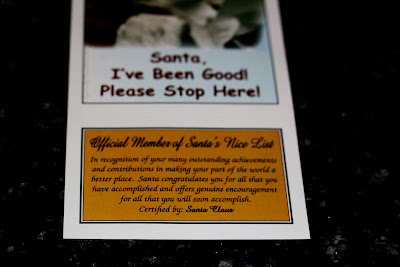 Santa,
I've Been Good!
Please Stop Here!
Official Member of Santa's Nice List
In recognition of your many outstanding achievements
and contributions in making your part of the world a
better place. Santa congratulates you for all that you
have accomplished and offers genuine encouragement
for all that you will soon accomplish.
Certified by: Santa Claus